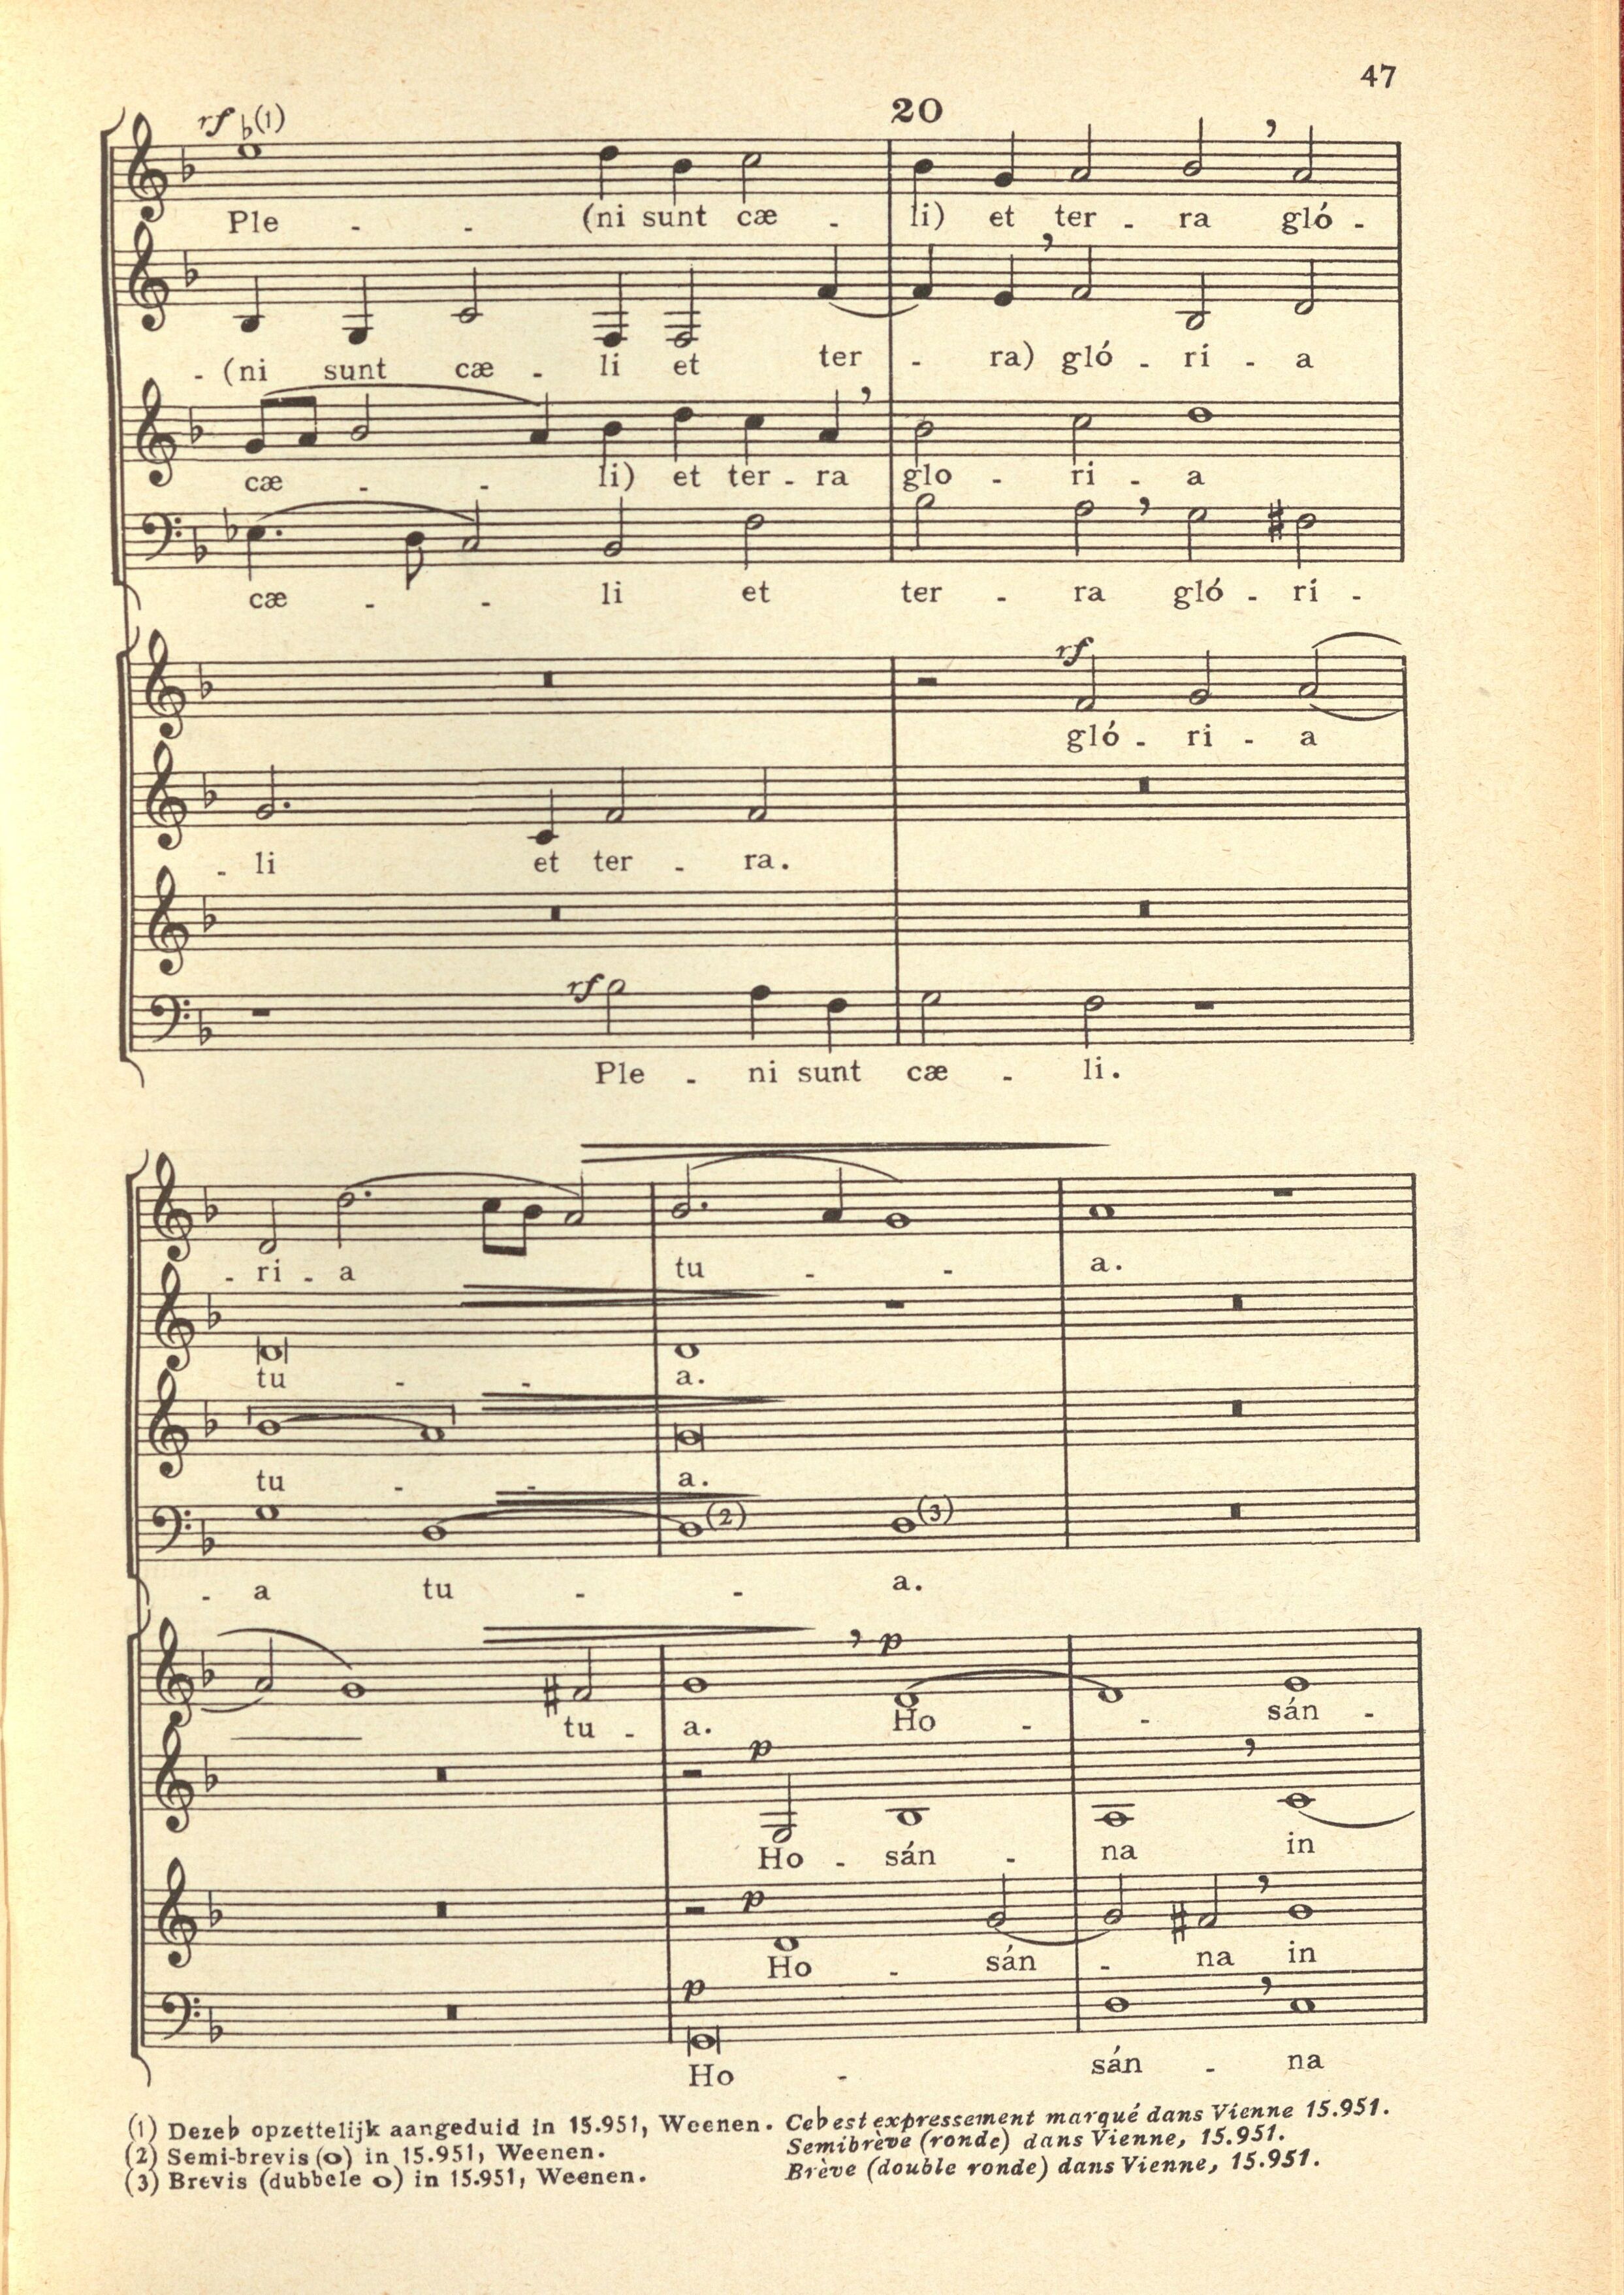 47
20
rf ♭(1)
Ple - - (ni sunt cæ - li) et ter - ra gló -
- (ni sunt cæ - li et ter - ra) gló - ri - a
cæ - - li) et ter - ra glo - ri - a
cæ - - li et ter - ra gló - ri -
rf
gló - ri - a
- li et ter - ra.
rf
Ple - ni sunt cæ - li.
- ri - a tu - - a.
tu - - a.
tu - - a.
(2) (3)
- a tu - - a.
p
tu - a. Ho - - sán -
p
Ho - sán - na in
p
Ho - sán - na in
p
Ho - sán - na
(1) Deze♭ opzettelijk aangeduid in 15.951, Weenen. Ce♭ est expressement marqué dans Vienne 15.951.
(2) Semi-brevis (o) in 15.951, Weenen. Semibrève (ronde) dans Vienne, 15.951.
(3) Brevis (dubbele o) in 15.951, Weenen. Brève (double ronde) dans Vienne, 15.951.